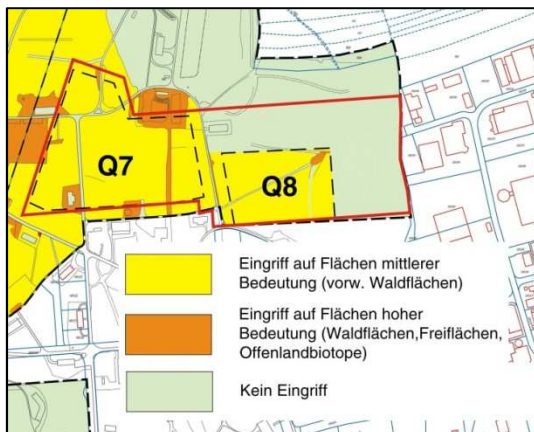 Q7
Q8
Eingriff auf Flächen mittlerer
Bedeutung (vorw. Waldflächen)
Eingriff auf Flächen hoher
Bedeutung (Waldflächen,Freiflächen,
Offenlandbiotope)
Kein Eingriff